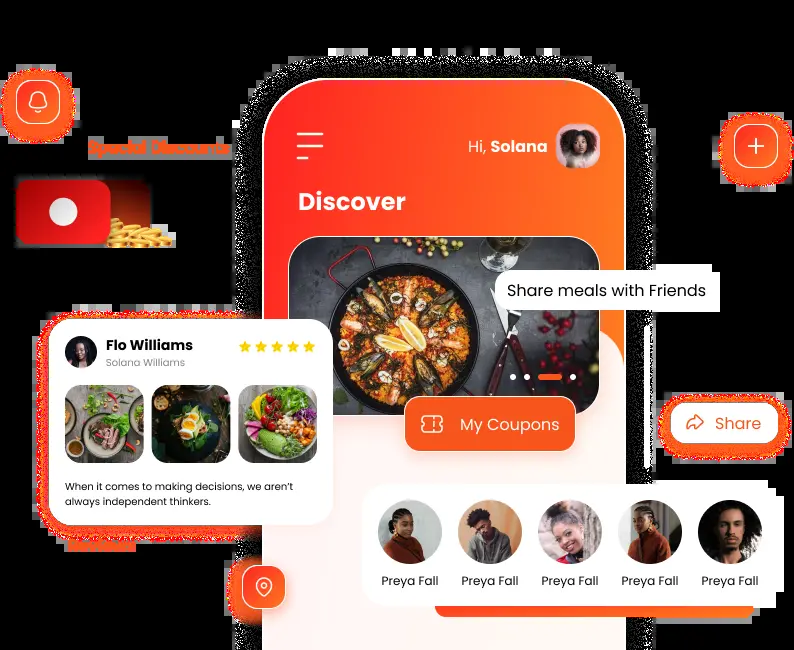 Special Discounts
Hi, Solana
Discover
Share meals with Friends
Flo Williams
Solana Williams
When it comes to making decisions, we aren't
always independent thinkers.
My Coupons
Share
Preya Fall
Preya Fall
Preya Fall
Preya Fall
Preya Fall